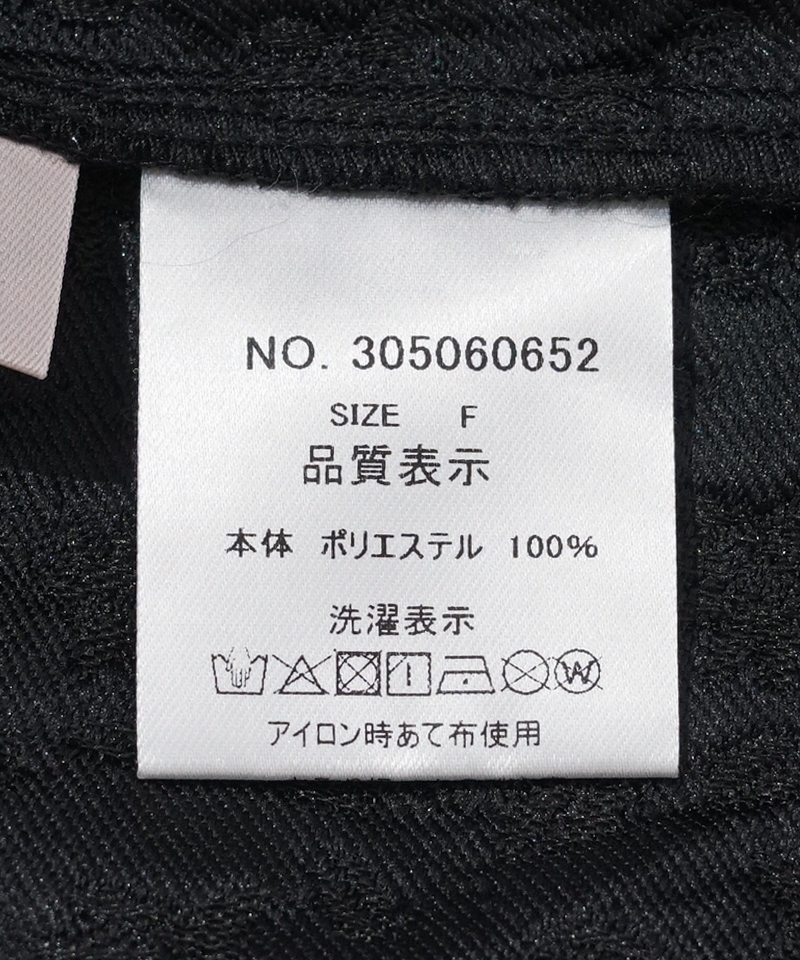 NO. 305060652
SIZE F
品質表示
本体 ポリエステル 100%
洗濯表示
アイロン時あて布使用